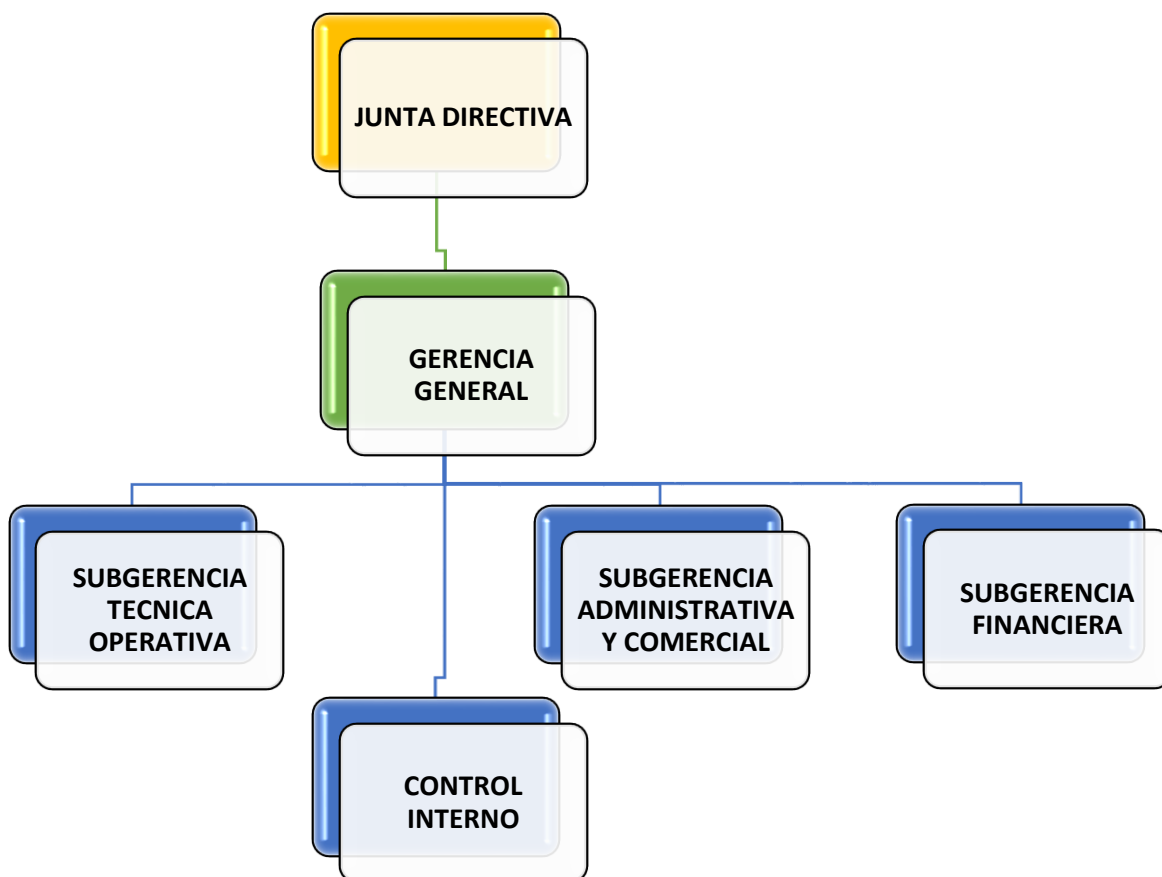 JUNTA DIRECTIVA
GERENCIA
GENERAL
SUBGERENCIA
TECNICA
OPERATIVA
SUBGERENCIA
ADMINISTRATIVA
Y COMERCIAL
SUBGERENCIA
FINANCIERA
CONTROL
INTERNO